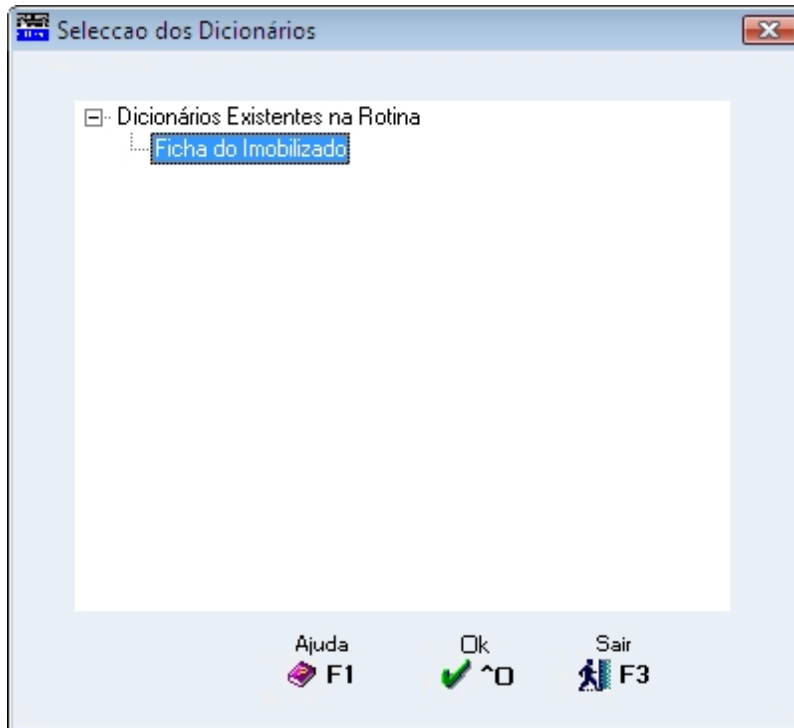 Seleccao dos Dicionários
Dicionários Existentes na Rotina
Ficha do Imobilizado
Ajuda Ok Sair
F1 ^O F3